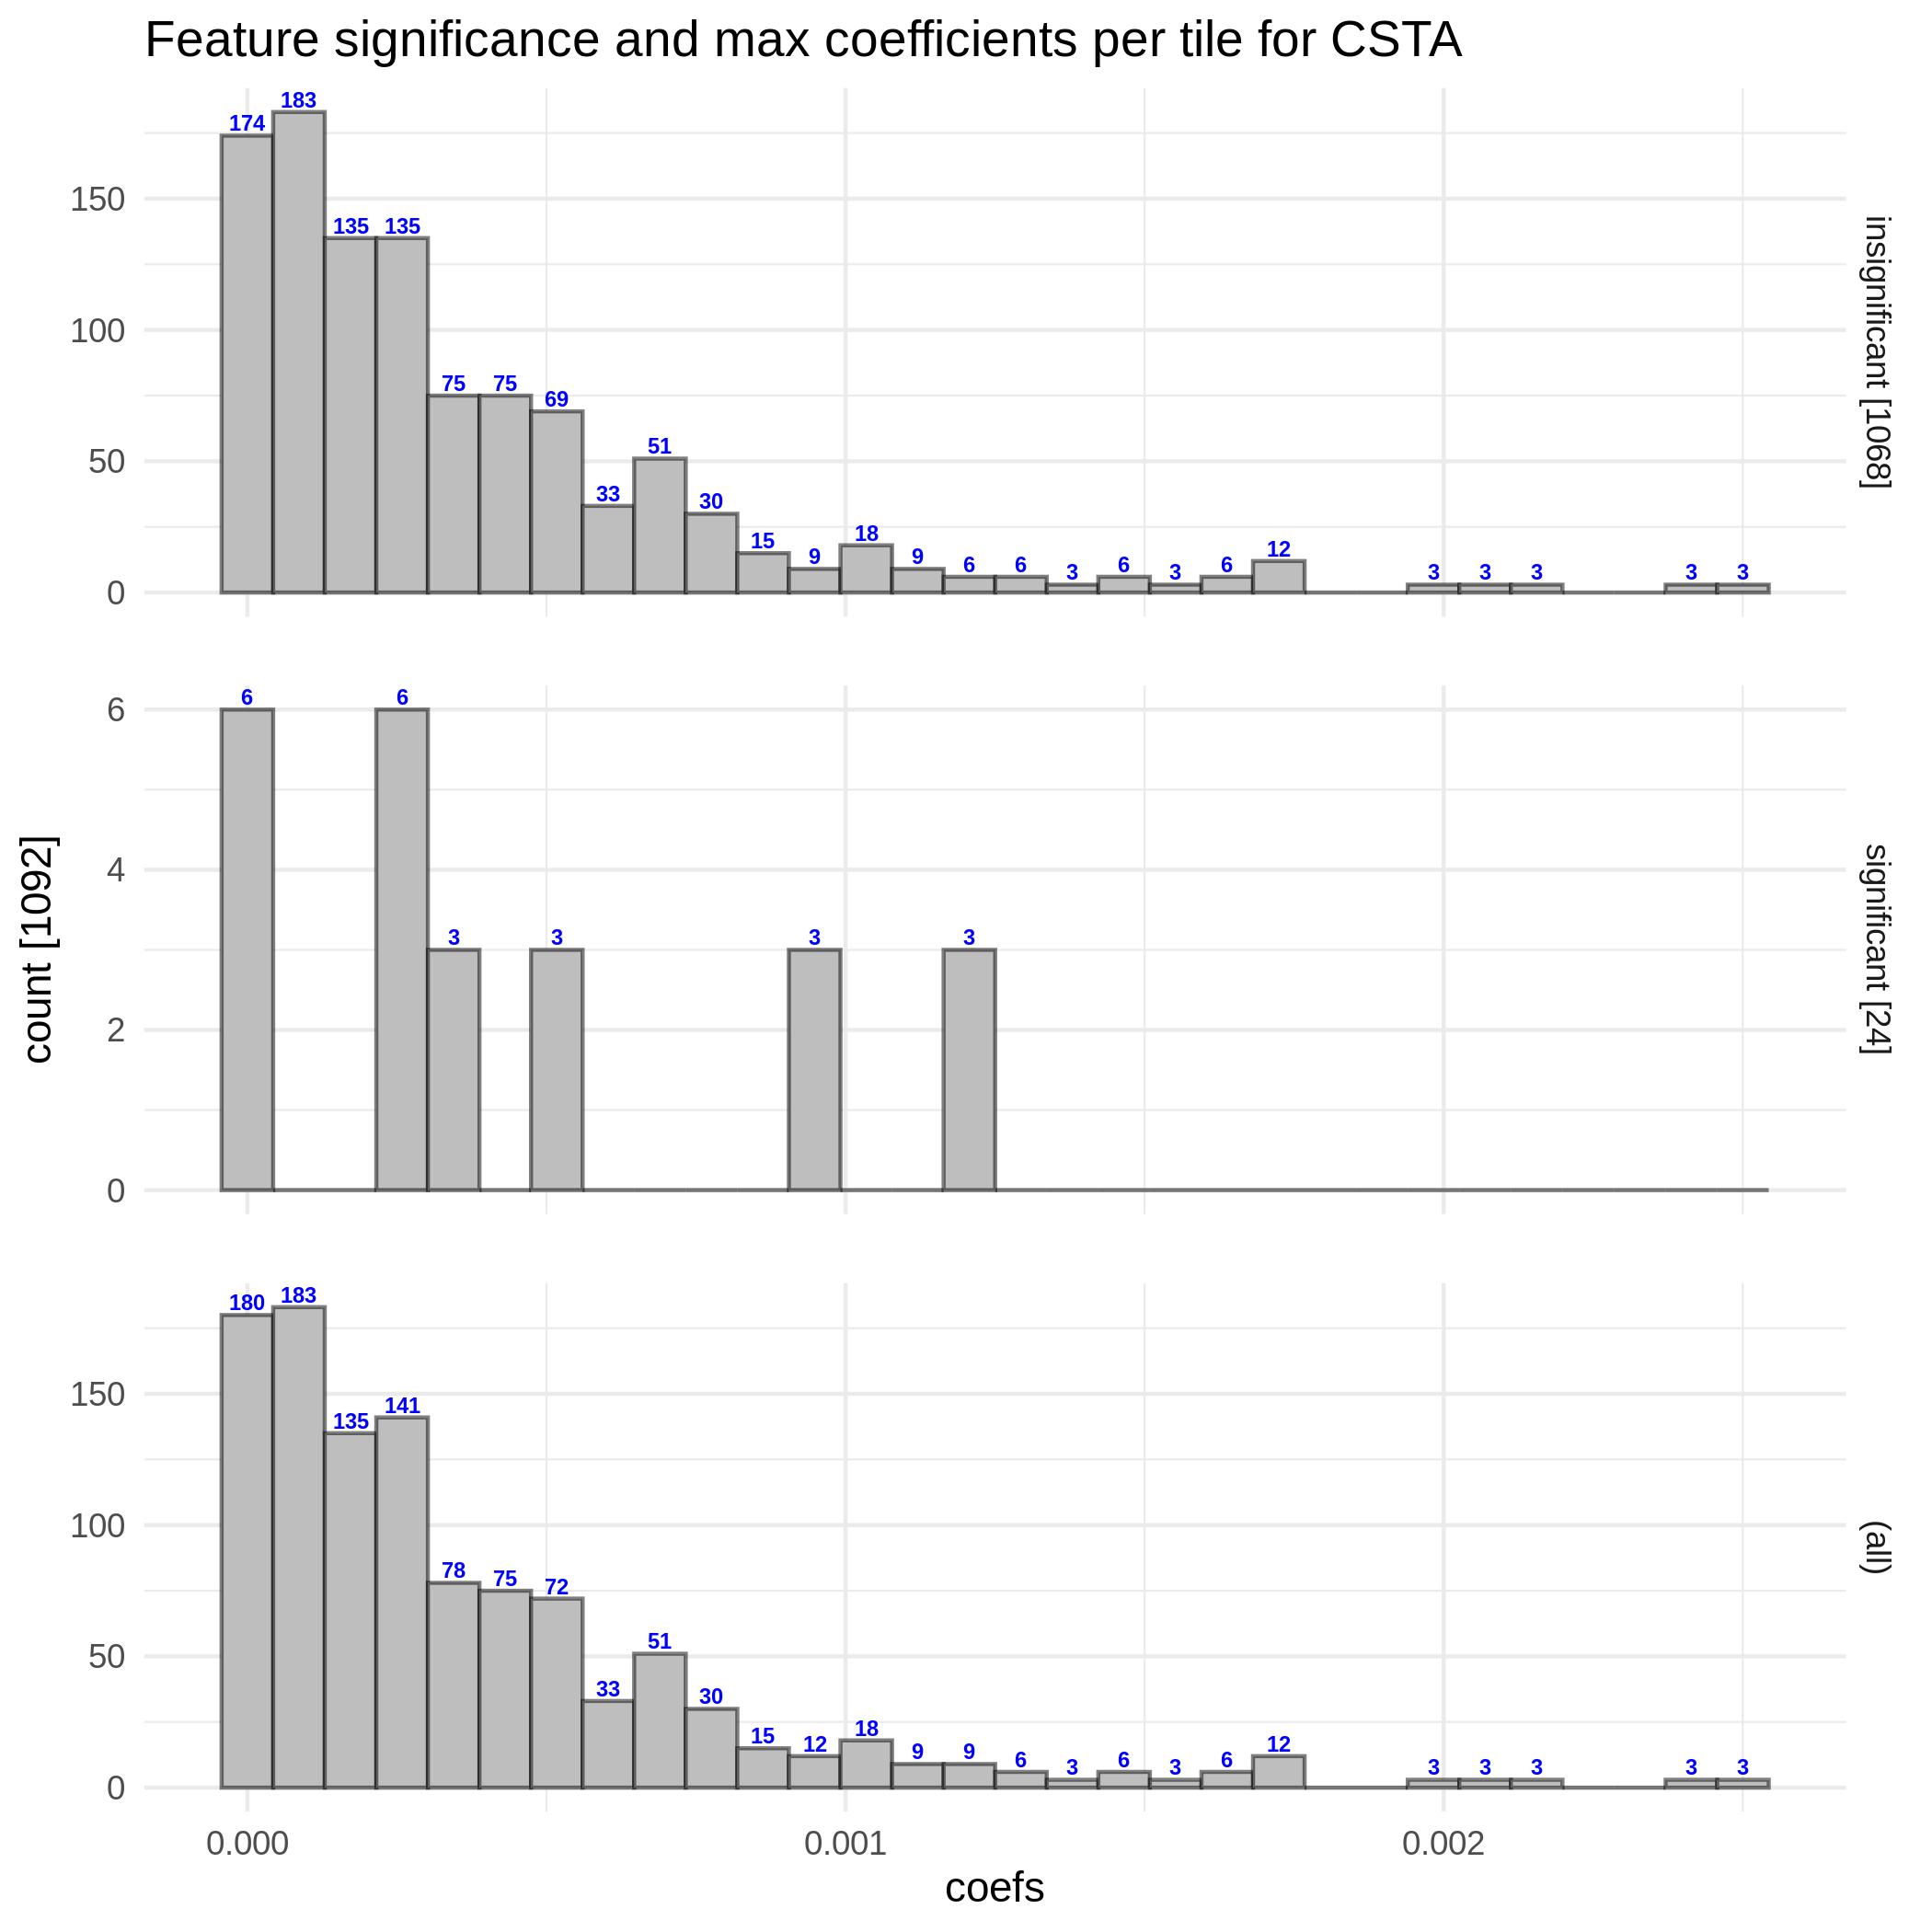 Feature significance and max coefficients per tile for CSTA
174 183 135 135 75 75 69 33 51 30 15 9 18 9 6 6 3 6 3 6 12 3 3 3 3 3
150
100
50
0
insignificant [1068]
count [1092]
6 6 3 3 3 3
6
4
2
0
significant [24]
180 183 135 141 78 75 72 33 51 30 15 12 18 9 9 6 3 6 3 6 12 3 3 3 3 3
150
100
50
0
(all)
0.000 0.001 0.002
coefs